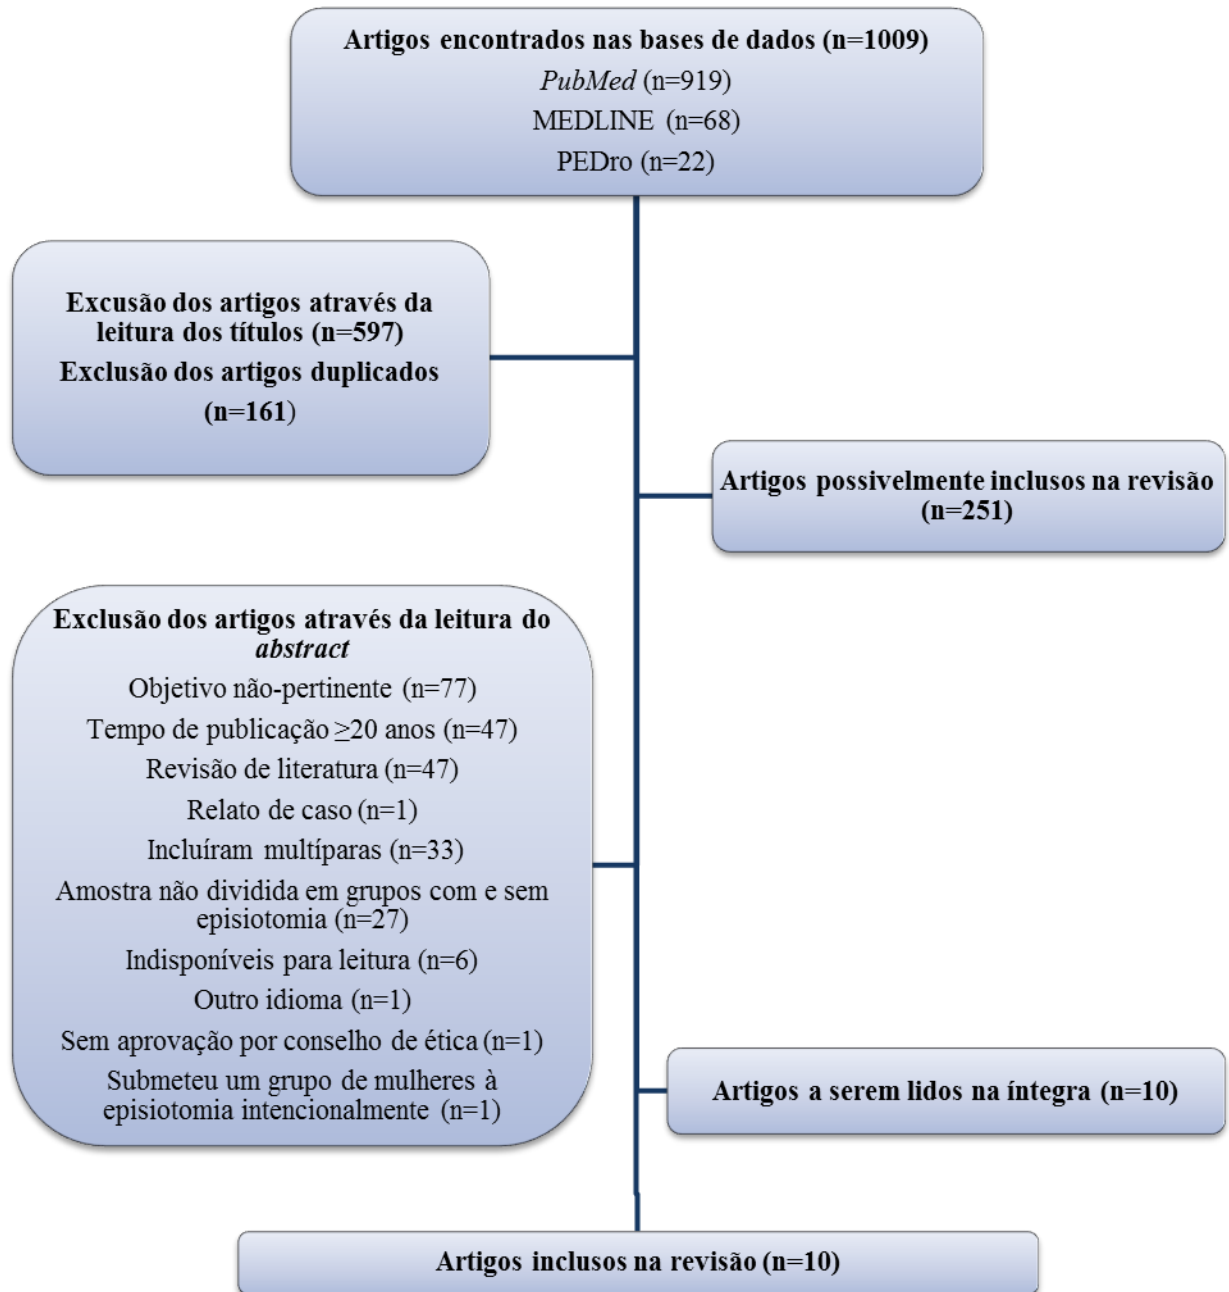 Artigos encontrados nas bases de dados (n=1009)
PubMed (n=919)
MEDLINE (n=68)
PEDro (n=22)
Excusão dos artigos através da
leitura dos títulos (n=597)
Exclusão dos artigos duplicados
(n=161)
Artigos possivelmente inclusos na revisão
(n=251)
Exclusão dos artigos através da leitura do
abstract
Objetivo não-pertinente (n=77)
Tempo de publicação ≥20 anos (n=47)
Revisão de literatura (n=47)
Relato de caso (n=1)
Incluíram multíparas (n=33)
Amostra não dividida em grupos com e sem
episiotomia (n=27)
Indisponíveis para leitura (n=6)
Outro idioma (n=1)
Sem aprovação por conselho de ética (n=1)
Submeteu um grupo de mulheres à
episiotomia intencionalmente (n=1)
Artigos a serem lidos na íntegra (n=10)
Artigos inclusos na revisão (n=10)